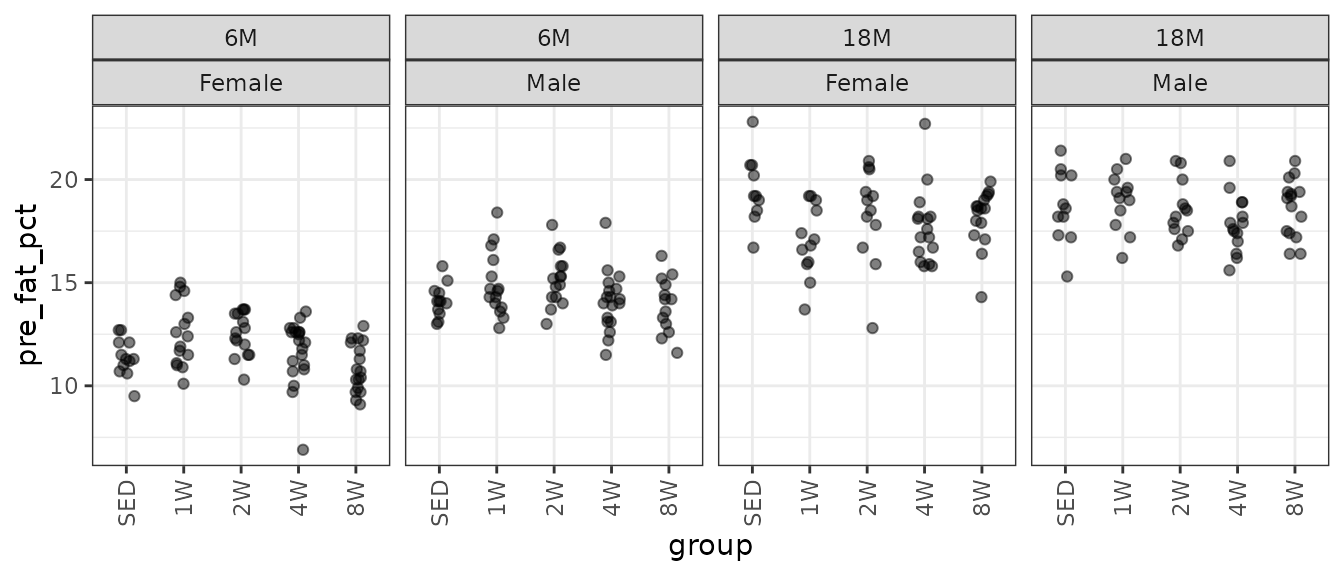 6M 6M 18M 18M
Female Male Female Male
pre_fat_pct
20
15
10
SED 1W 2W 4W 8W SED 1W 2W 4W 8W SED 1W 2W 4W 8W SED 1W 2W 4W 8W
group